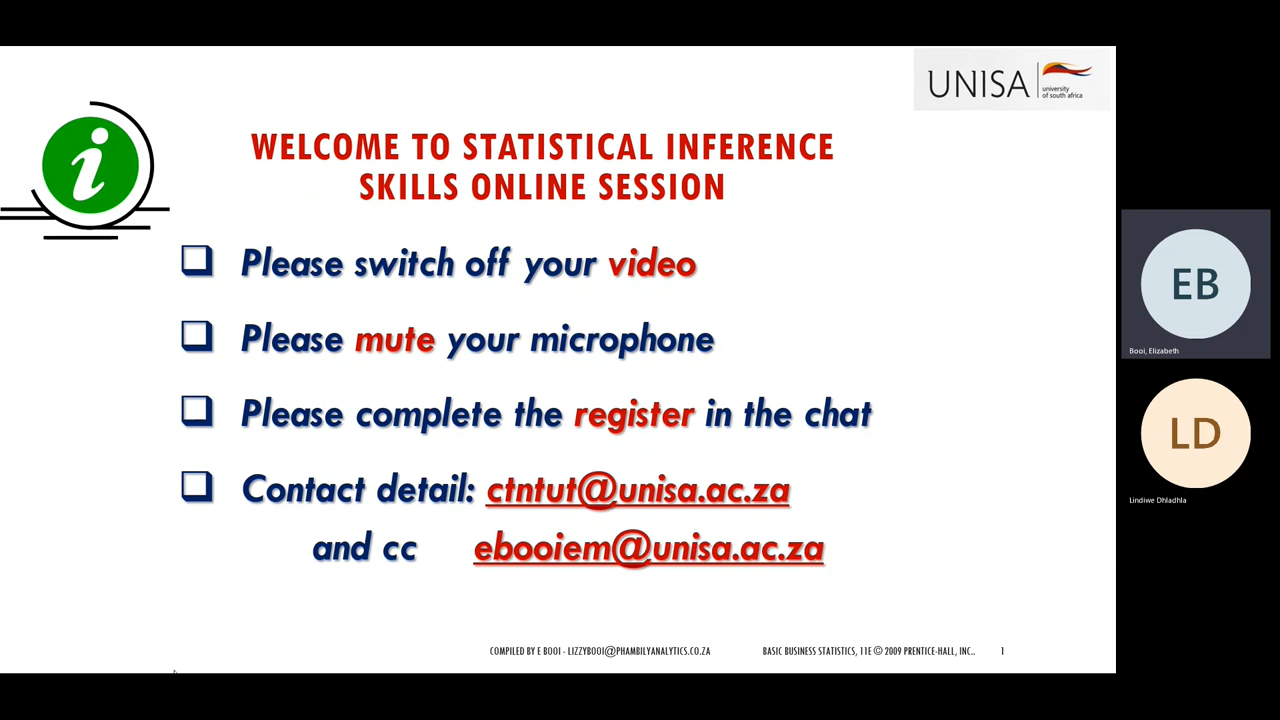 UNISA
university
of south africa
i
WELCOME TO STATISTICAL INFERENCE
SKILLS ONLINE SESSION
Please switch off your video
Please mute your microphone
Please complete the register in the chat
Contact detail: ctntut@unisa.ac.za
and cc ebooiem@unisa.ac.za
COMPILED BY E BOOI - LIZZYBOOI@PHAMBILYANALYTICS.CO.ZA
BASIC BUSINESS STATISTICS, 11E © 2009 PRENTICE-HALL, INC..
1
EB
Booi, Elizabeth
LD
Lindiwe Dhladhla